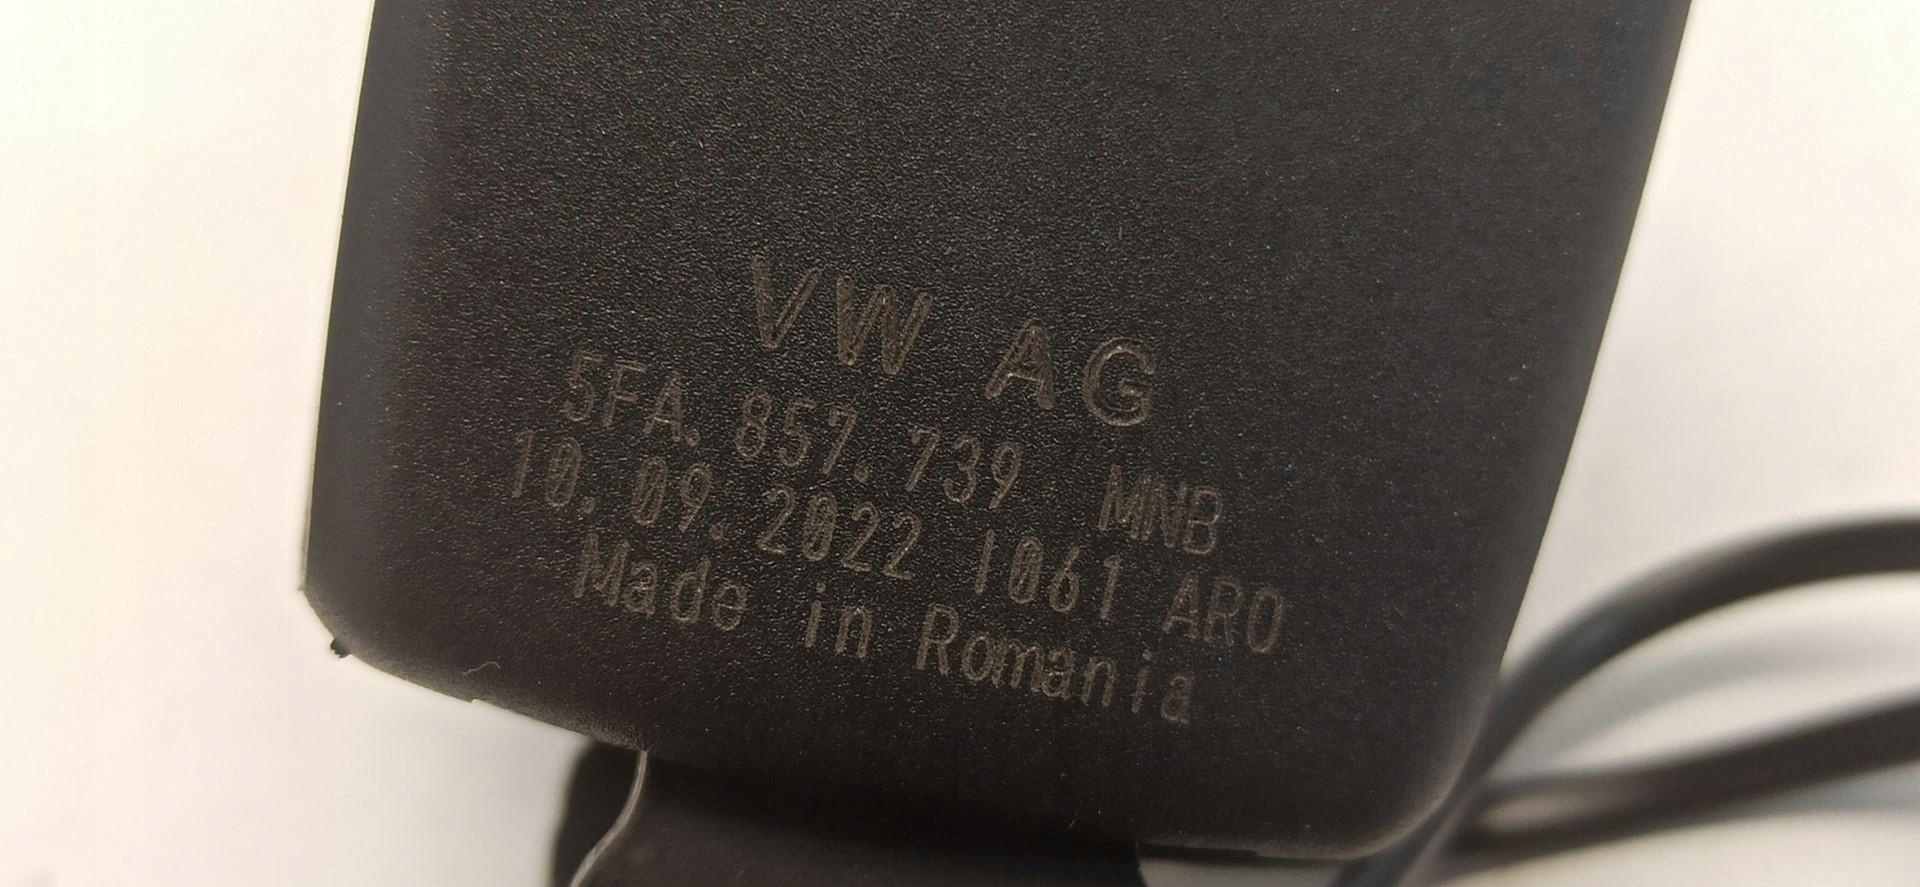 VW AG
5FA.857.739 MNB
10.09.2022 1061 ARO
Made in Romania